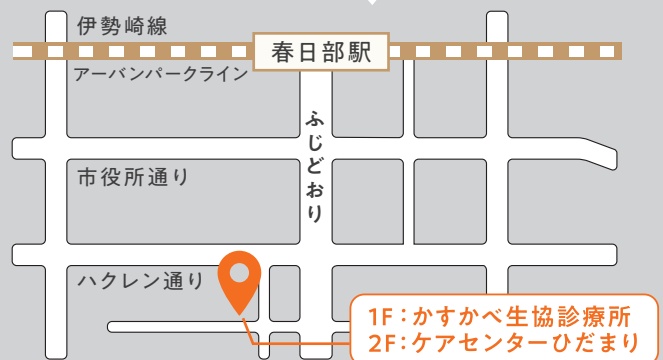 伊勢崎線
春日部駅
アーバンパークライン
ふじどおり
市役所通り
ハクレン通り
1F：かすかべ生協診療所
2F：ケアセンターひだまり